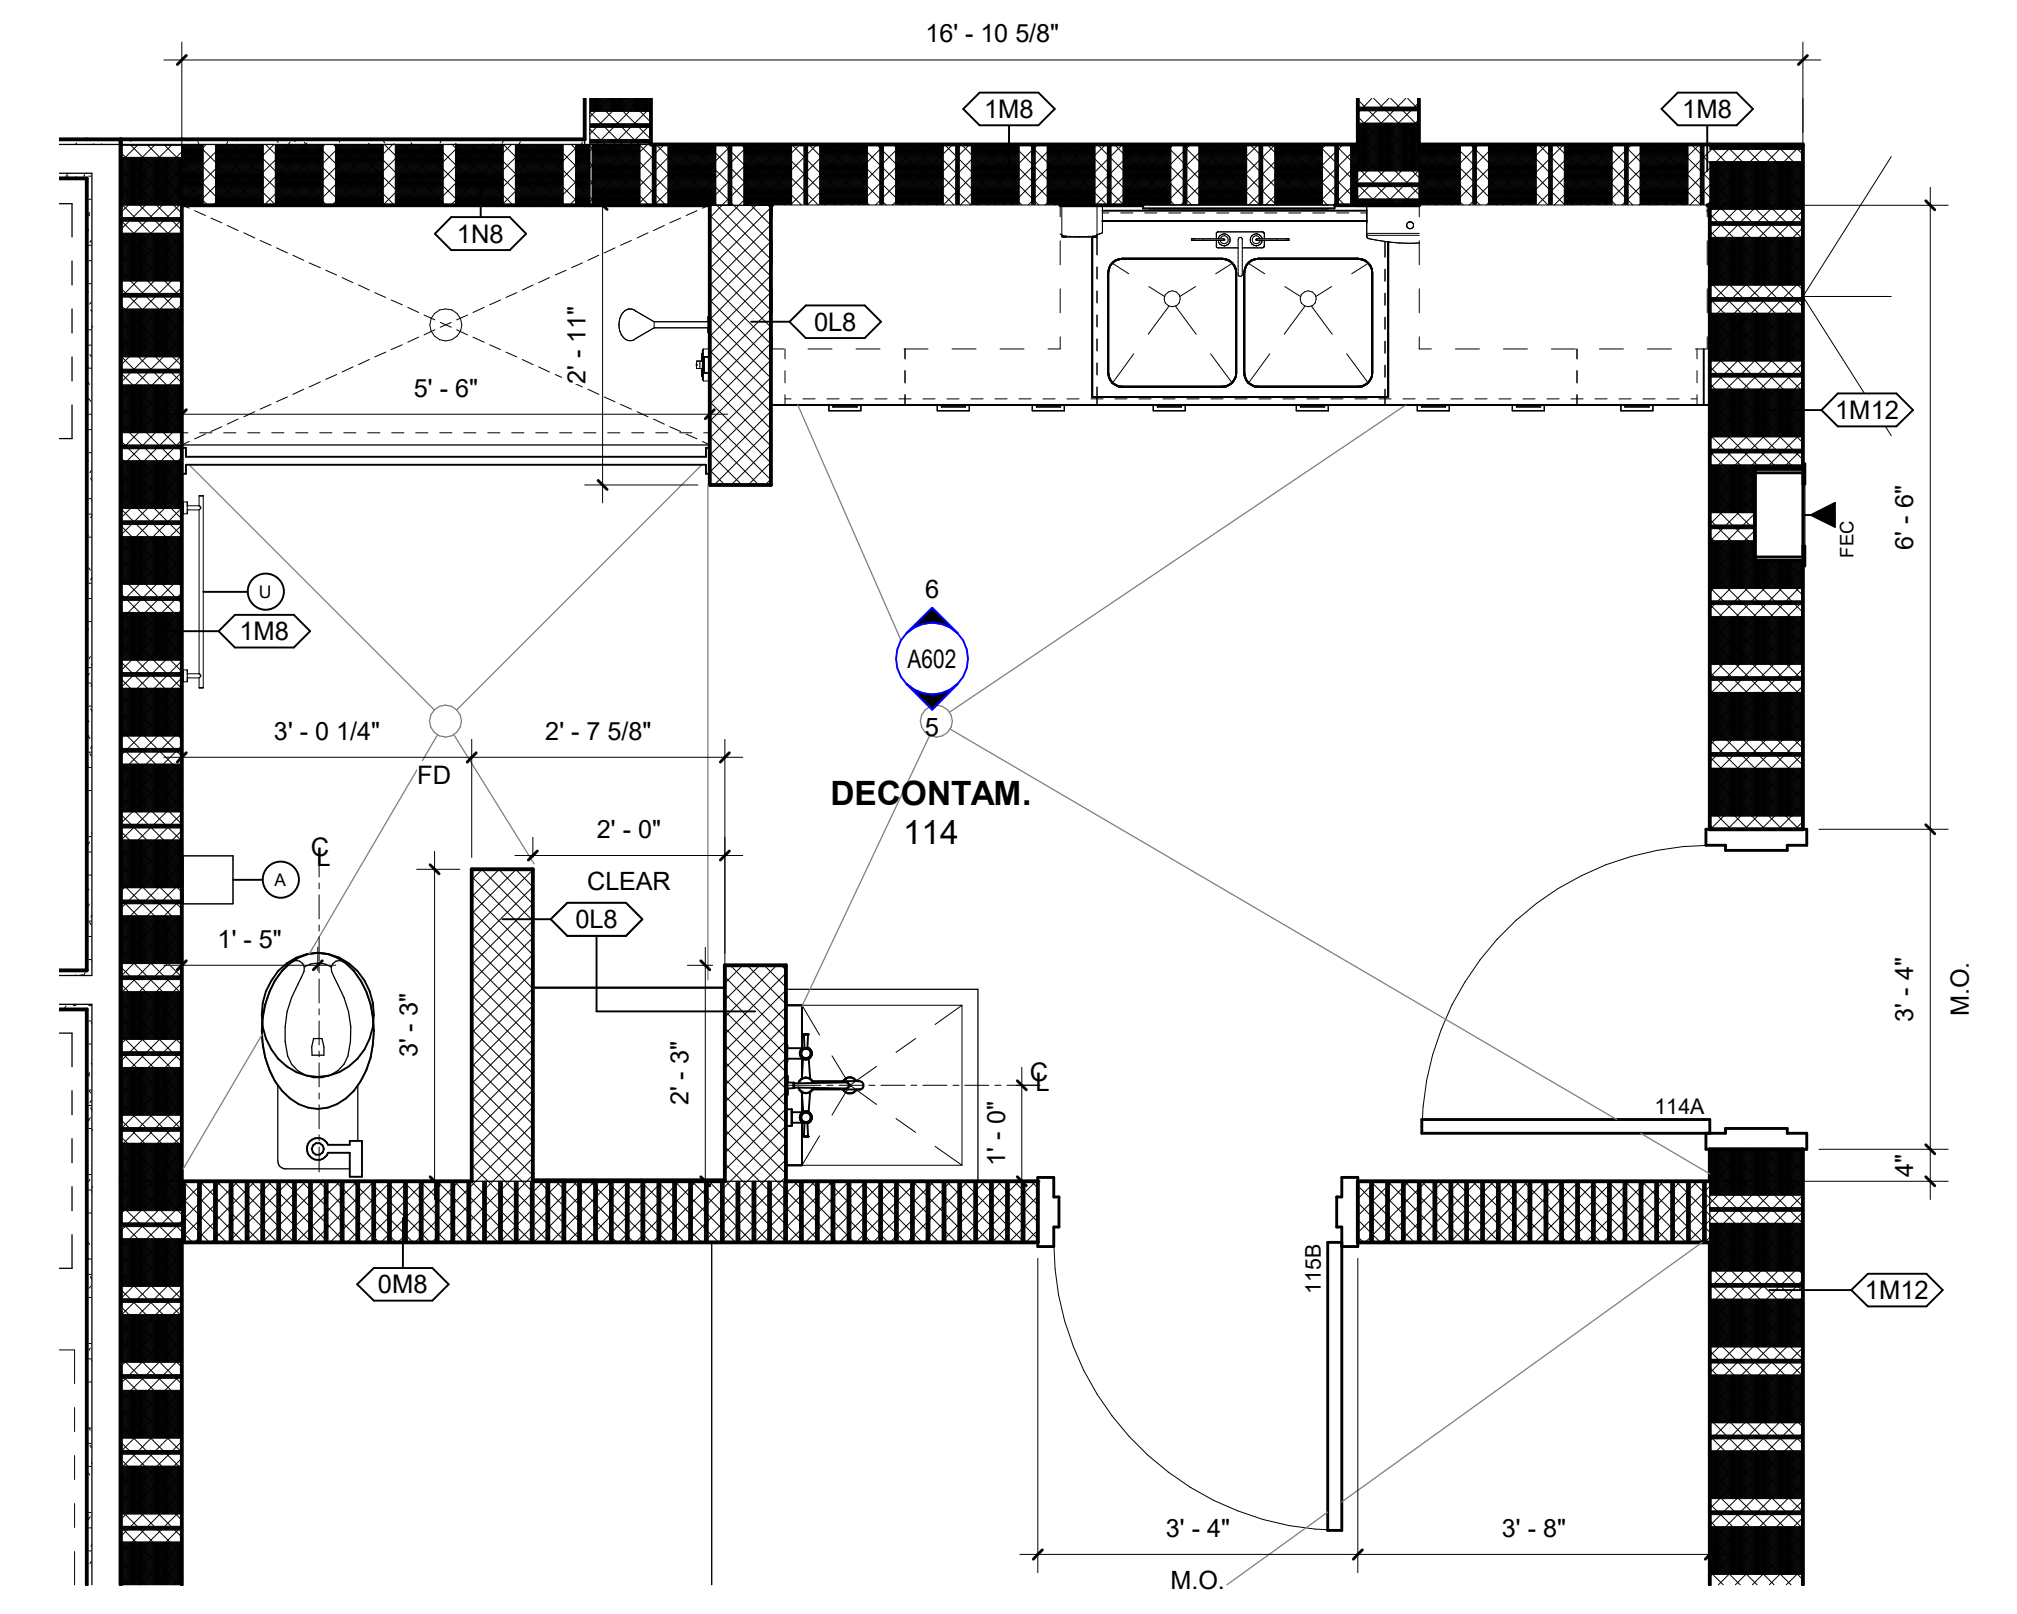 16' - 10 5/8"
1M8
1M8
1N8
0L8
2' - 11"
5' - 6"
1M12
6' - 6"
FEC
U
1M8
6
A602
5
3' - 0 1/4"
2' - 7 5/8"
FD
DECONTAM.
114
2' - 0"
CLEAR
CL
A
0L8
1' - 5"
3' - 3"
2' - 3"
CL
1' - 0"
3' - 4"
M.O.
114A
4"
0M8
115B
1M12
3' - 4"
M.O.
3' - 8"